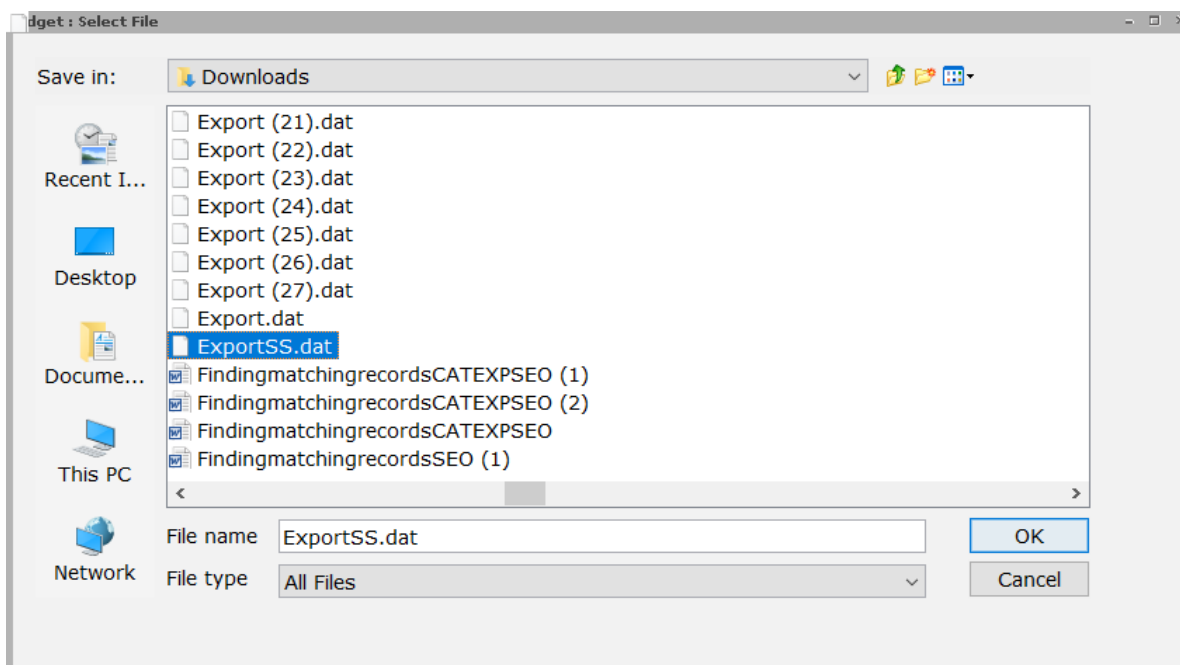 dget : Select File
Save in:
Downloads
Recent I...
Desktop
Docume...
This PC
Network
Export (21).dat
Export (22).dat
Export (23).dat
Export (24).dat
Export (25).dat
Export (26).dat
Export (27).dat
Export.dat
ExportSS.dat
FindingmatchingrecordsCATEXPSEO (1)
FindingmatchingrecordsCATEXPSEO (2)
FindingmatchingrecordsCATEXPSEO
FindingmatchingrecordsSEO (1)
File name
ExportSS.dat
OK
File type
All Files
Cancel